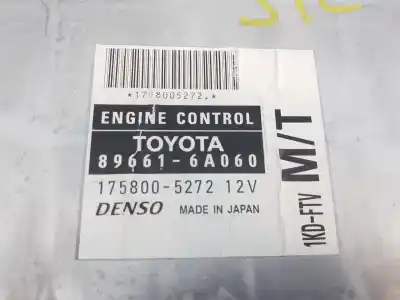 *1758005272.*
ENGINE CONTROL
TOYOTA
89661-6A060
175800-5272 12V
DENSO MADE IN JAPAN
1KD-FTV M/T